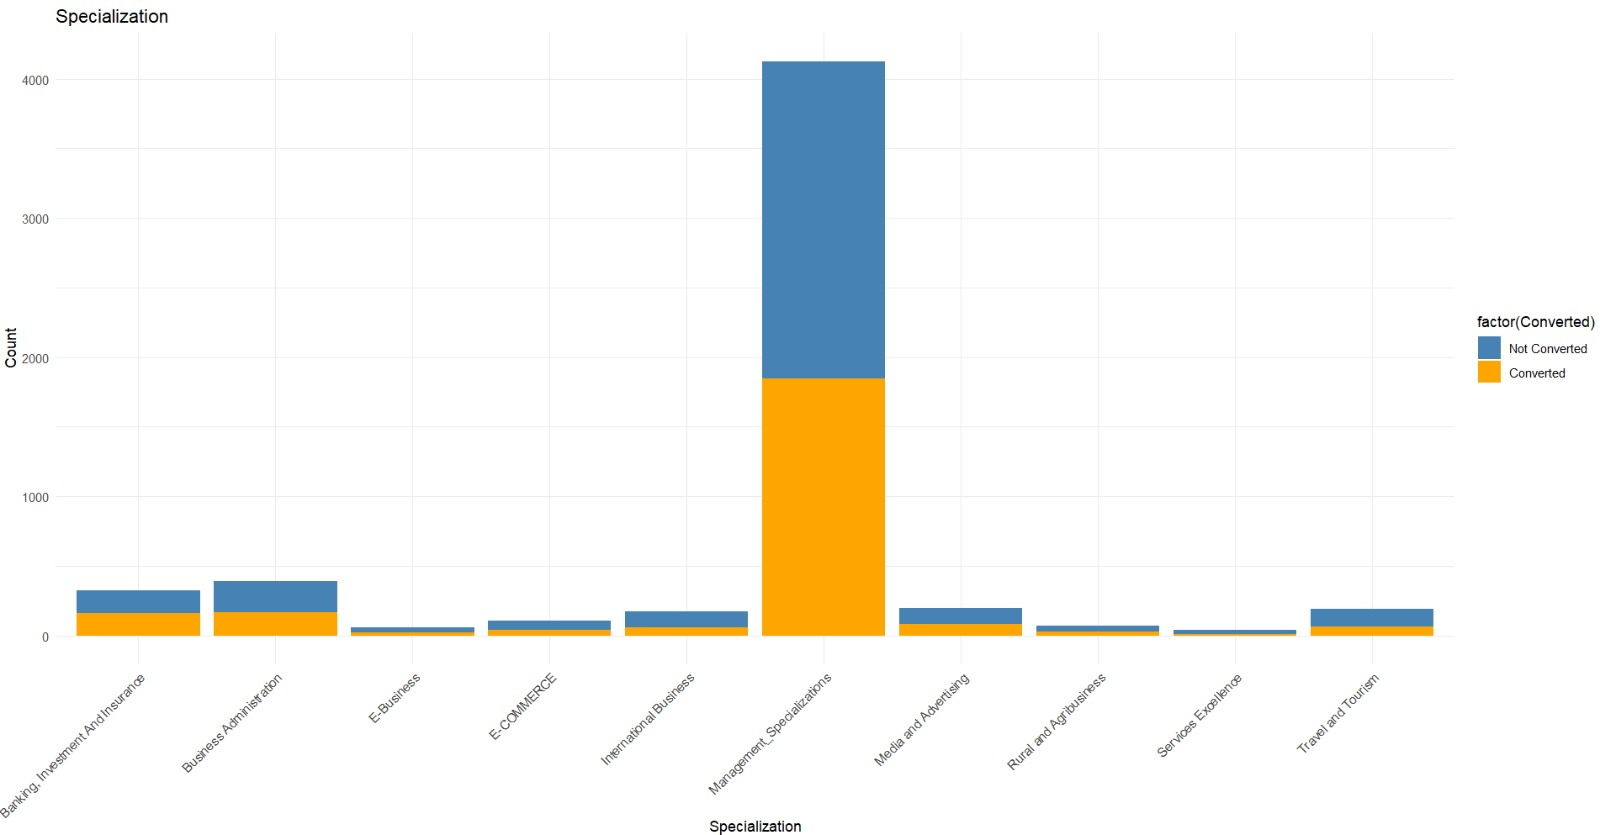 Specialization
4000
3000
2000
1000
0
Count
Banking, Investment And Insurance
Business Administration
E-Business
E-COMMERCE
International Business
Management_Specializations
Media and Advertising
Rural and Agribusiness
Services Excellence
Travel and Tourism
Specialization
factor(Converted)
Not Converted
Converted